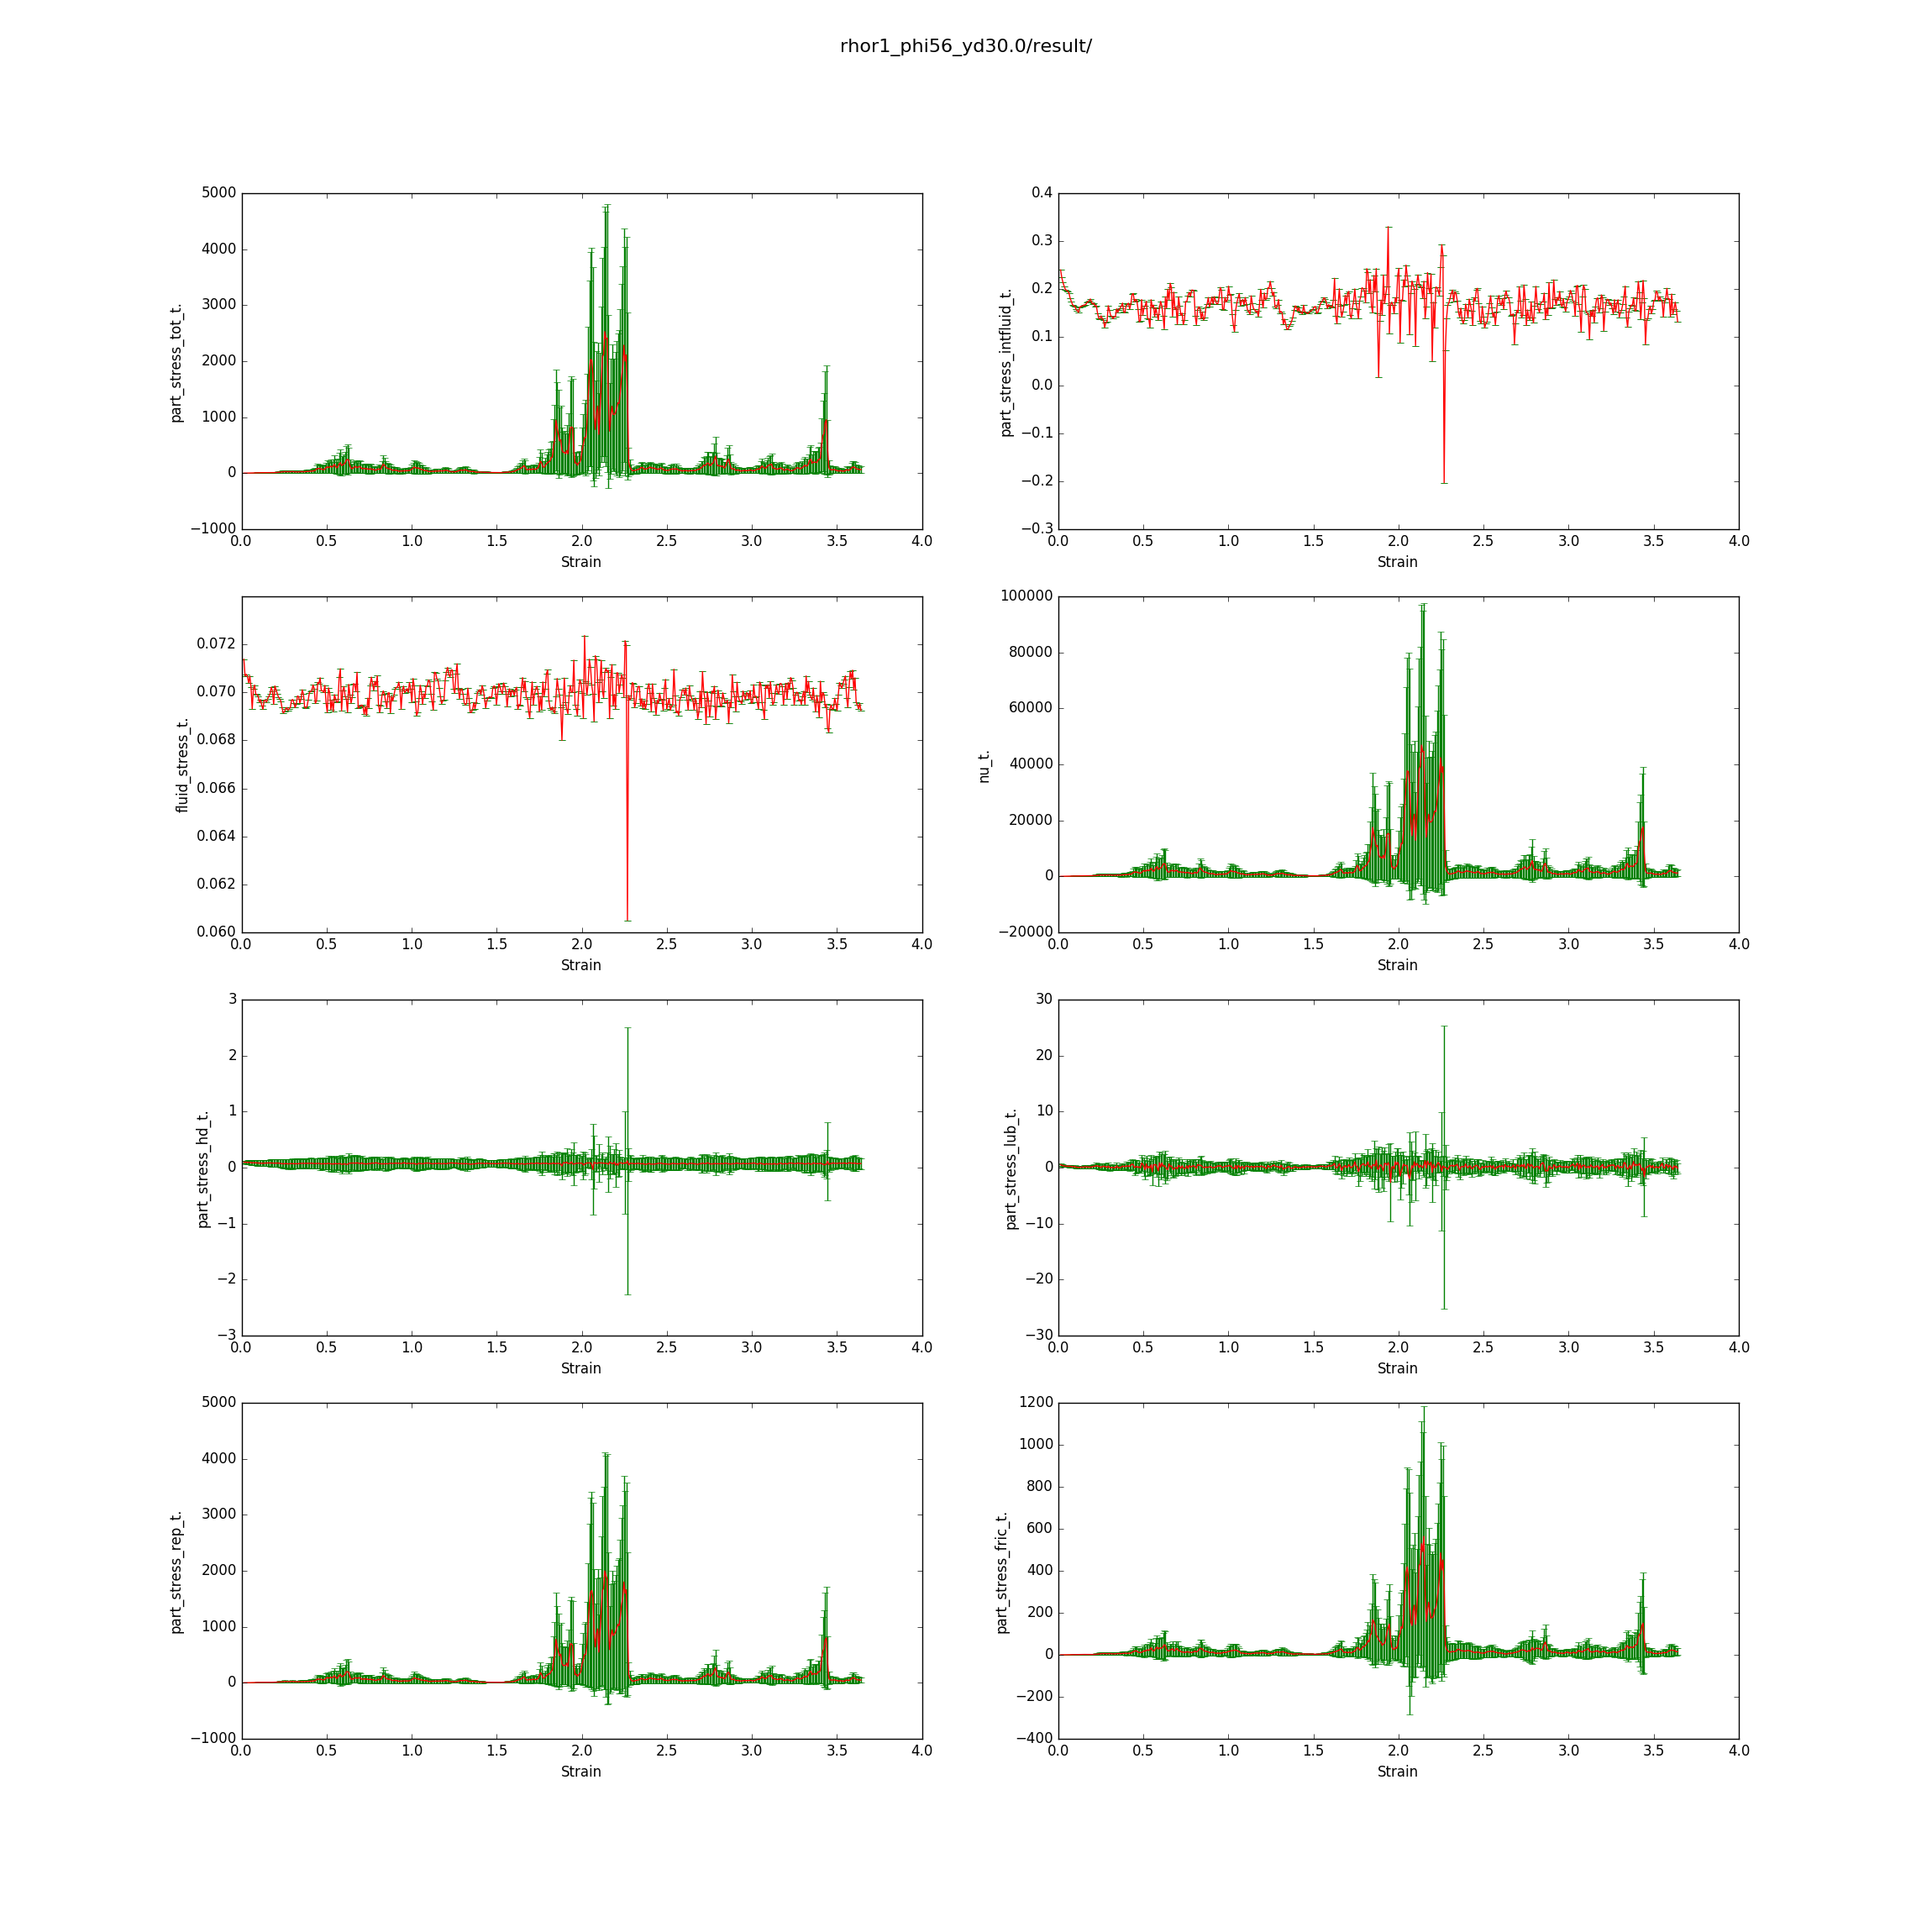 rhor1_phi56_yd30.0/result/
5000
4000
3000
2000
1000
0
−1000
part_stress_tot_t.
0.0 0.5 1.0 1.5 2.0 2.5 3.0 3.5 4.0
Strain
0.4
0.3
0.2
0.1
0.0
−0.1
−0.2
−0.3
part_stress_intfluid_t.
0.0 0.5 1.0 1.5 2.0 2.5 3.0 3.5 4.0
Strain
0.072
0.070
0.068
0.066
0.064
0.062
0.060
fluid_stress_t.
0.0 0.5 1.0 1.5 2.0 2.5 3.0 3.5 4.0
Strain
100000
80000
60000
40000
20000
0
−20000
nu_t.
0.0 0.5 1.0 1.5 2.0 2.5 3.0 3.5 4.0
Strain
3
2
1
0
−1
−2
−3
part_stress_hd_t.
0.0 0.5 1.0 1.5 2.0 2.5 3.0 3.5 4.0
Strain
30
20
10
0
−10
−20
−30
part_stress_lub_t.
0.0 0.5 1.0 1.5 2.0 2.5 3.0 3.5 4.0
Strain
5000
4000
3000
2000
1000
0
−1000
part_stress_rep_t.
0.0 0.5 1.0 1.5 2.0 2.5 3.0 3.5 4.0
Strain
1200
1000
800
600
400
200
0
−200
−400
part_stress_fric_t.
0.0 0.5 1.0 1.5 2.0 2.5 3.0 3.5 4.0
Strain